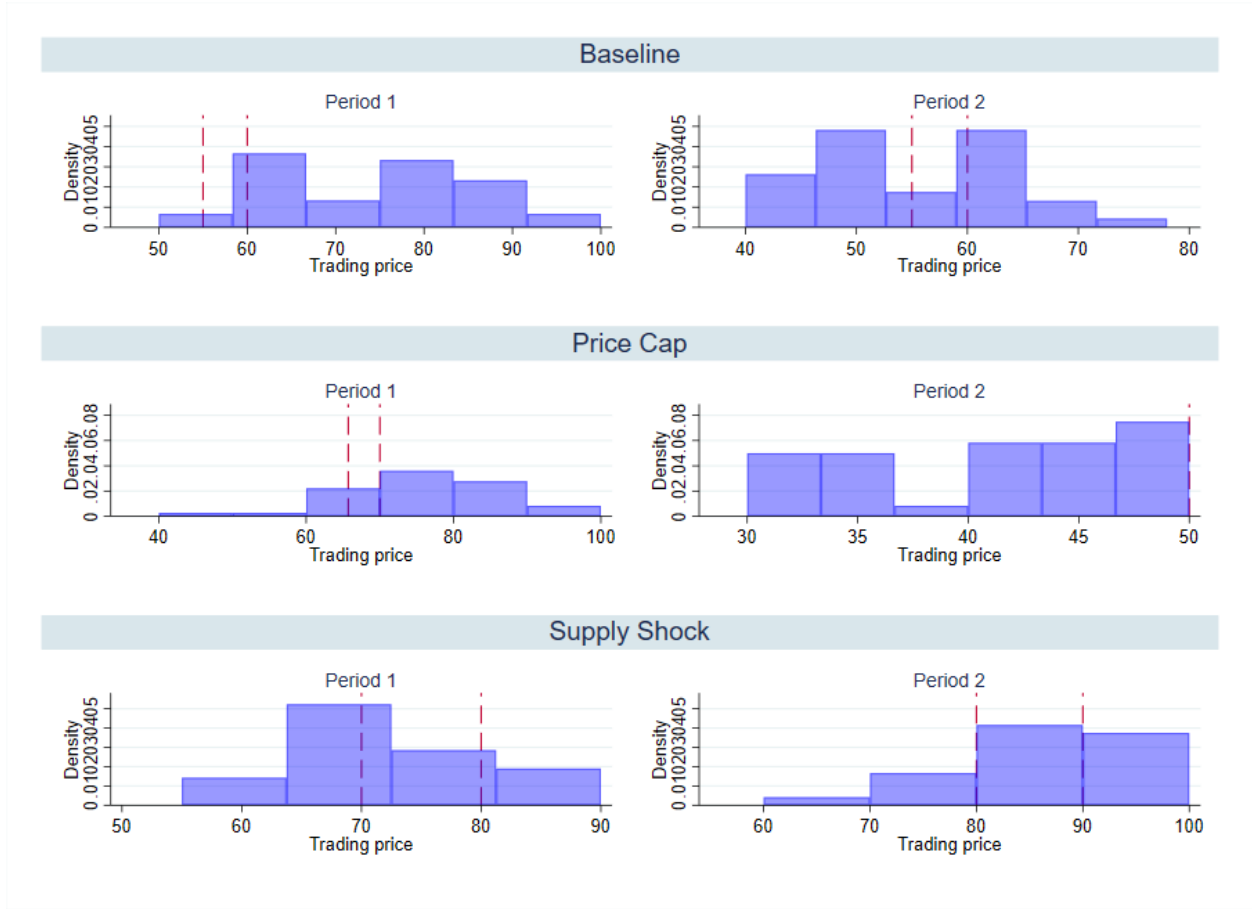 Baseline
Period 1
Density
0 .01.02.03.04.05
50 60 70 80 90 100
Trading price
Period 2
Density
0 .01.02.03.04.05
40 50 60 70 80
Trading price
Price Cap
Period 1
Density
0 .02.04.06.08
40 60 80 100
Trading price
Period 2
Density
0 .02.04.06.08
30 35 40 45 50
Trading price
Supply Shock
Period 1
Density
0 .01.02.03.04.05
50 60 70 80 90
Trading price
Period 2
Density
0 .01.02.03.04.05
60 70 80 90 100
Trading price